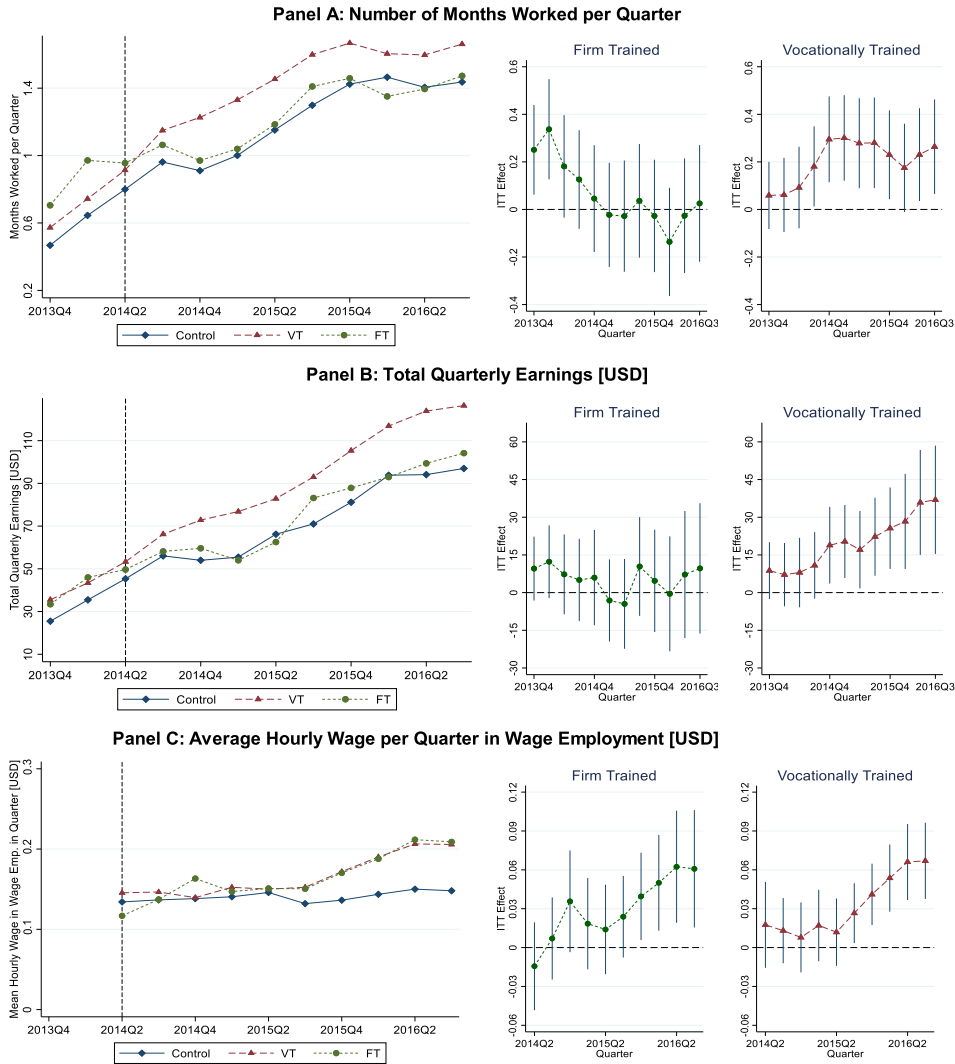 Panel A: Number of Months Worked per Quarter
Months Worked per Quarter
0.2
0.6
1
1.4
2013Q4 2014Q2 2014Q4 2015Q2 2015Q4 2016Q2
Control VT FT
Firm Trained
ITT Effect
0.6
0.4
0.2
0
-0.2
-0.4
2013Q4 2014Q4 2015Q4 2016Q3
Quarter
Vocationally Trained
ITT Effect
0.6
0.4
0.2
0
-0.2
-0.4
2013Q4 2014Q4 2015Q4 2016Q3
Quarter
Panel B: Total Quarterly Earnings [USD]
Total Quarterly Earnings [USD]
110
90
70
50
30
10
2013Q4 2014Q2 2014Q4 2015Q2 2015Q4 2016Q2
Control VT FT
Firm Trained
ITT Effect
60
45
30
15
0
-15
-30
2013Q4 2014Q4 2015Q4 2016Q3
Quarter
Vocationally Trained
ITT Effect
60
45
30
15
0
-15
-30
2013Q4 2014Q4 2015Q4 2016Q3
Quarter
Panel C: Average Hourly Wage per Quarter in Wage Employment [USD]
Mean Hourly Wage in Wage Emp. in Quarter [USD]
0.3
0.2
0.1
0
2013Q4 2014Q2 2014Q4 2015Q2 2015Q4 2016Q2
Control VT FT
Firm Trained
ITT Effect
0.12
0.09
0.06
0.03
0
-0.03
-0.06
2014Q2 2015Q2 2016Q2
Quarter
Vocationally Trained
ITT Effect
0.12
0.09
0.06
0.03
0
-0.03
-0.06
2014Q2 2015Q2 2016Q2
Quarter